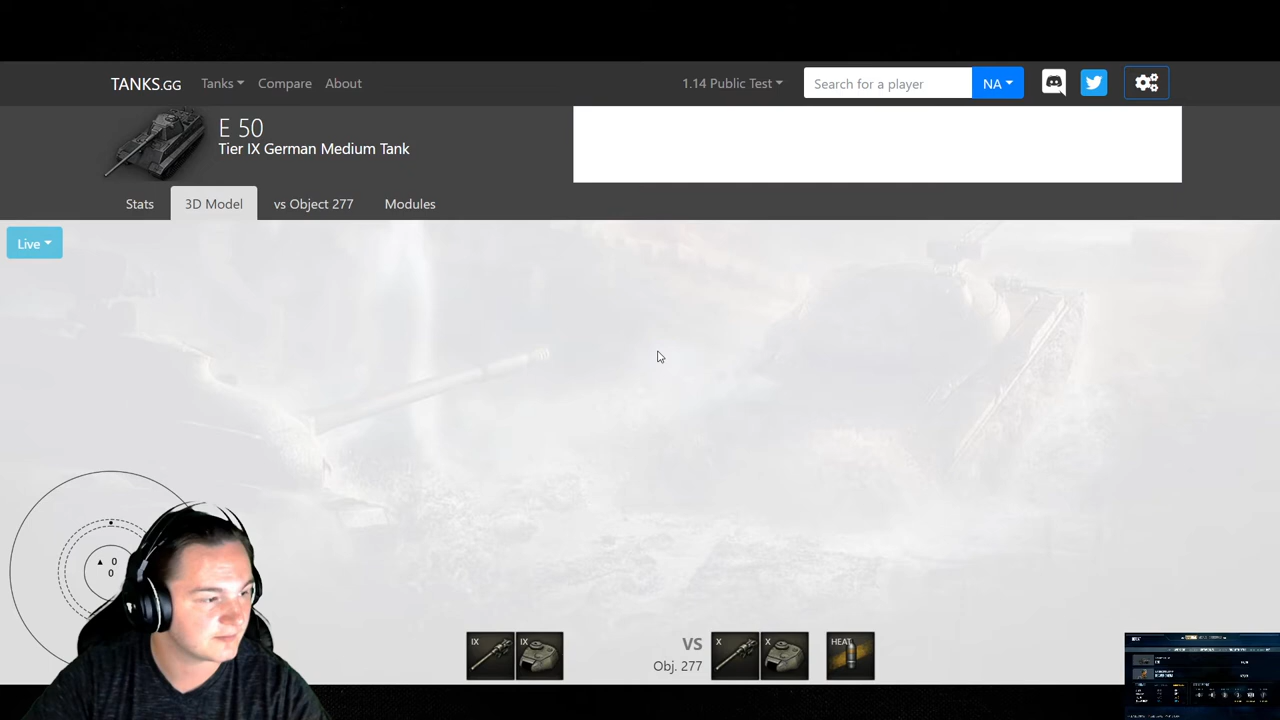 TANKS.GG Tanks Compare About 1.14 Public Test Search for a player NA
E 50
Tier IX German Medium Tank
Stats 3D Model vs Object 277 Modules
Live
0
0
IX IX VS X X HEAT
Obj. 277